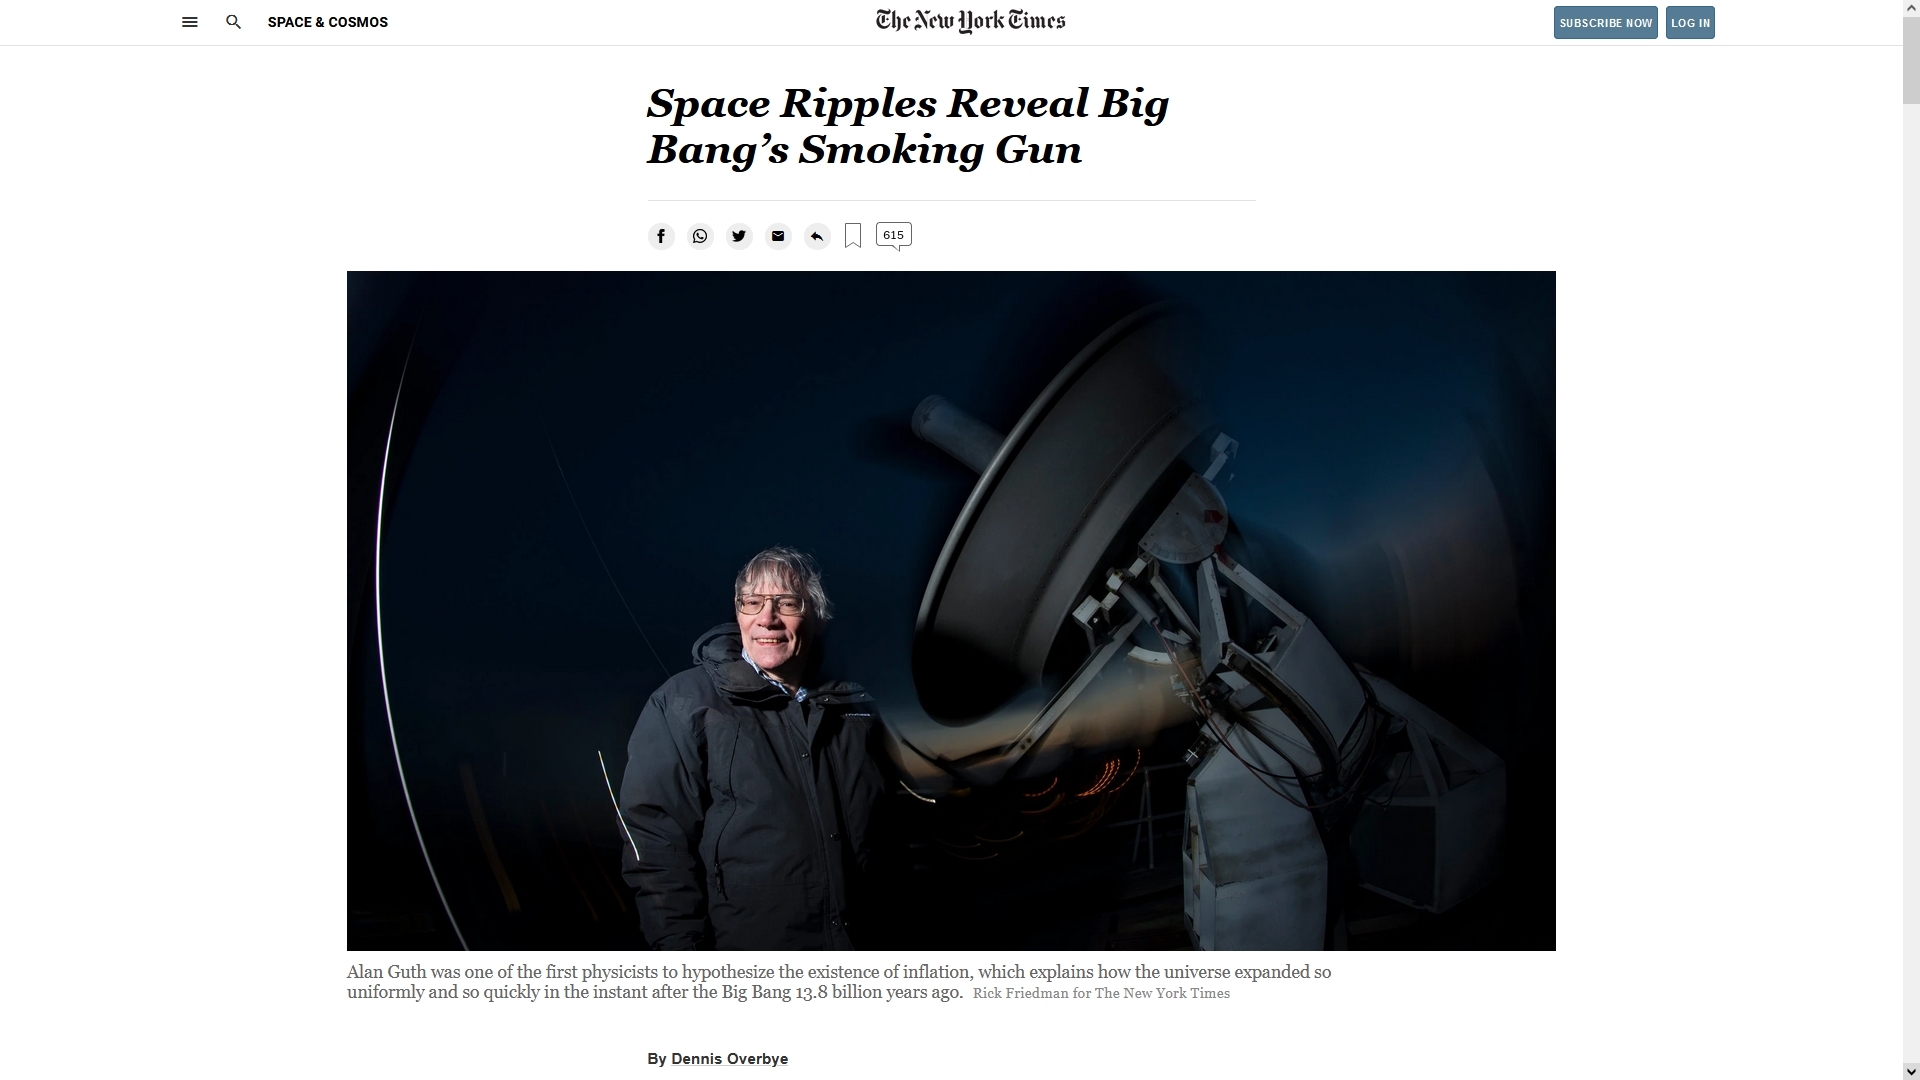 SPACE & COSMOS
The New York Times
SUBSCRIBE NOW
LOG IN
Space Ripples Reveal Big
Bang’s Smoking Gun
615
Alan Guth was one of the first physicists to hypothesize the existence of inflation, which explains how the universe expanded so
uniformly and so quickly in the instant after the Big Bang 13.8 billion years ago. Rick Friedman for The New York Times
By Dennis Overbye